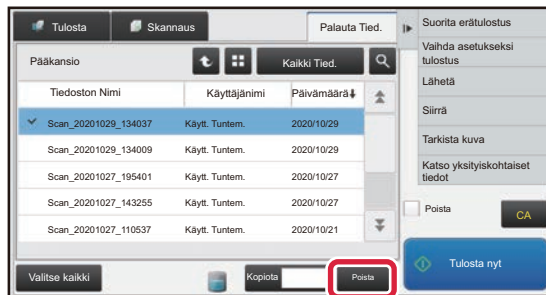 Tulosta
Skannaus
Palauta Tied.
Pääkansio
Kaikki Tied.
Tiedoston Nimi
Käyttäjänimi
Päivämäärä
Scan_20201029_134037
Käytt. Tuntem.
2020/10/29
Scan_20201029_134009
Käytt. Tuntem.
2020/10/29
Scan_20201027_195401
Käytt. Tuntem.
2020/10/27
Scan_20201027_143255
Käytt. Tuntem.
2020/10/27
Scan_20201027_110537
Käytt. Tuntem.
2020/10/21
Valitse kaikki
Kopiota
Poista
Suorita erätulostus
Vaihda asetukseksi
tulostus
Lähetä
Siirrä
Tarkista kuva
Katso yksityiskohtaiset
tiedot
Poista
CA
Tulosta nyt